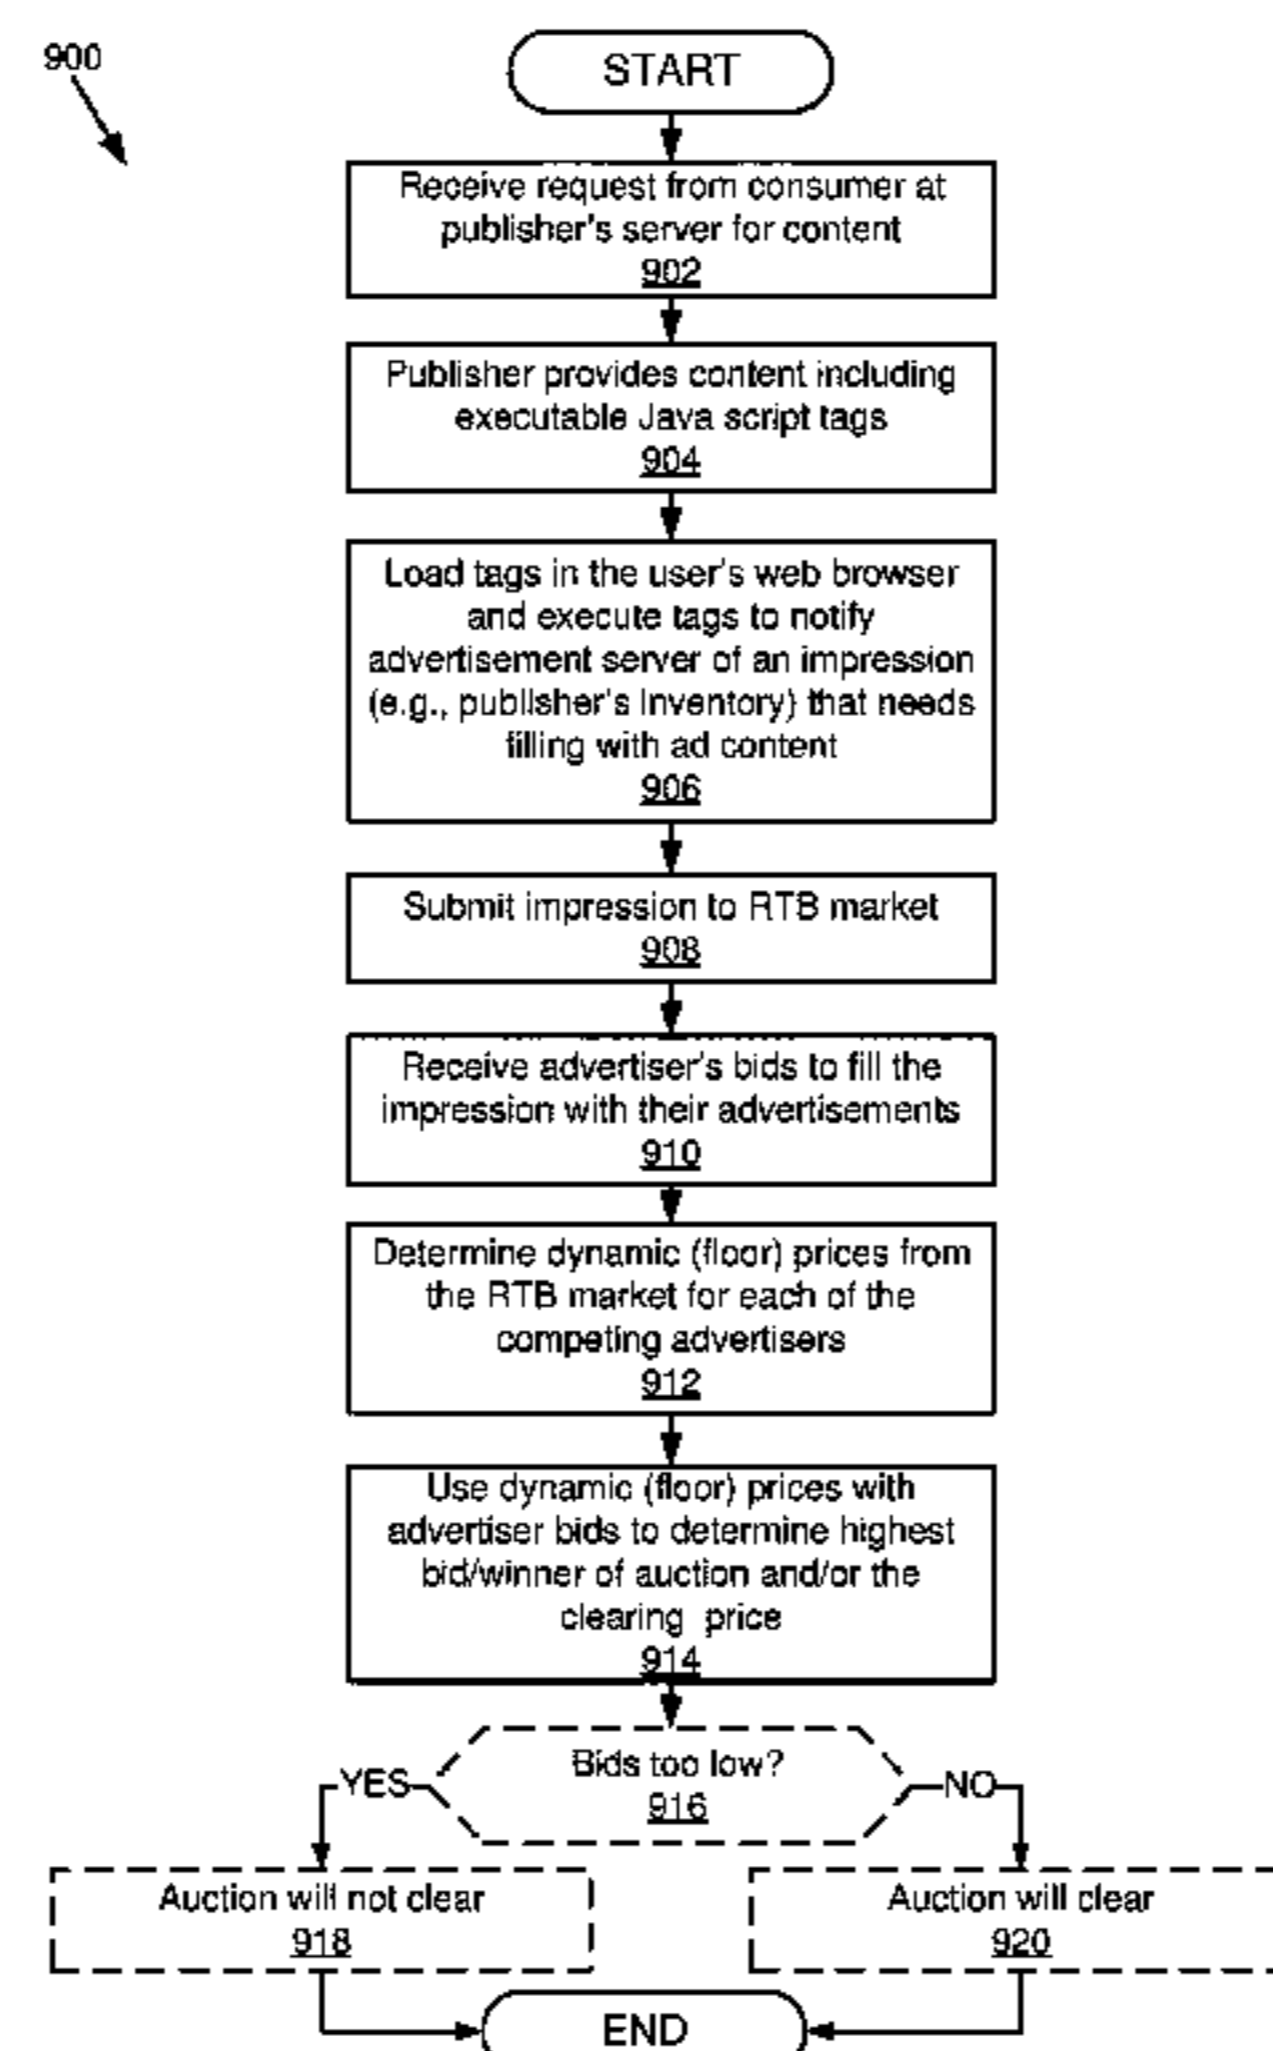 900
START
Receive request from consumer at
publisher's server for content
902
Publisher provides content including
executable Java script tags
904
Load tags in the user's web browser
and execute tags to notify
advertisement server of an impression
(e.g., publisher's inventory) that needs
filling with ad content
906
Submit impression to RTB market
908
Receive advertiser's bids to fill the
impression with their advertisements
910
Determine dynamic (floor) prices from
the RTB market for each of the
competing advertisers
912
Use dynamic (floor) prices with
advertiser bids to determine highest
bid/winner of auction and/or the
clearing price
914
Bids too low?
916
YES
NO
Auction will not clear
918
Auction will clear
920
END